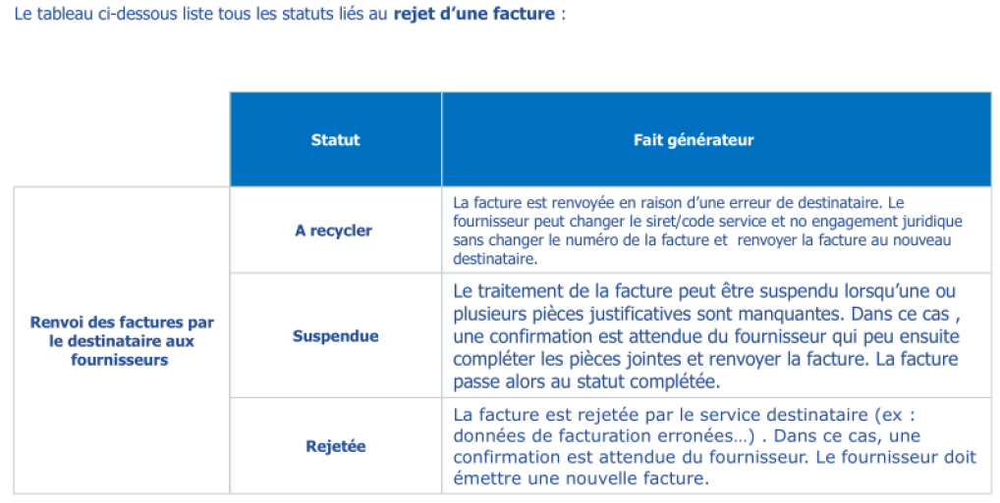 Le tableau ci-dessous liste tous les statuts liés au rejet d’une facture :
Statut
Fait générateur
Renvoi des factures par
le destinataire aux
fournisseurs
A recycler
La facture est renvoyée en raison d’une erreur de destinataire. Le
fournisseur peut changer le siret/code service et no engagement juridique
sans changer le numéro de la facture et  renvoyer la facture au nouveau
destinataire.
Suspendue
Le traitement de la facture peut être suspendu lorsqu’une ou
plusieurs pièces justificatives sont manquantes. Dans ce cas ,
une confirmation est attendue du fournisseur qui peu ensuite
compléter les pièces jointes et renvoyer la facture. La facture
passe alors au statut complétée.
Rejetée
La facture est rejetée par le service destinataire (ex :
données de facturation erronées…) . Dans ce cas, une
confirmation est attendue du fournisseur. Le fournisseur doit
émettre une nouvelle facture.